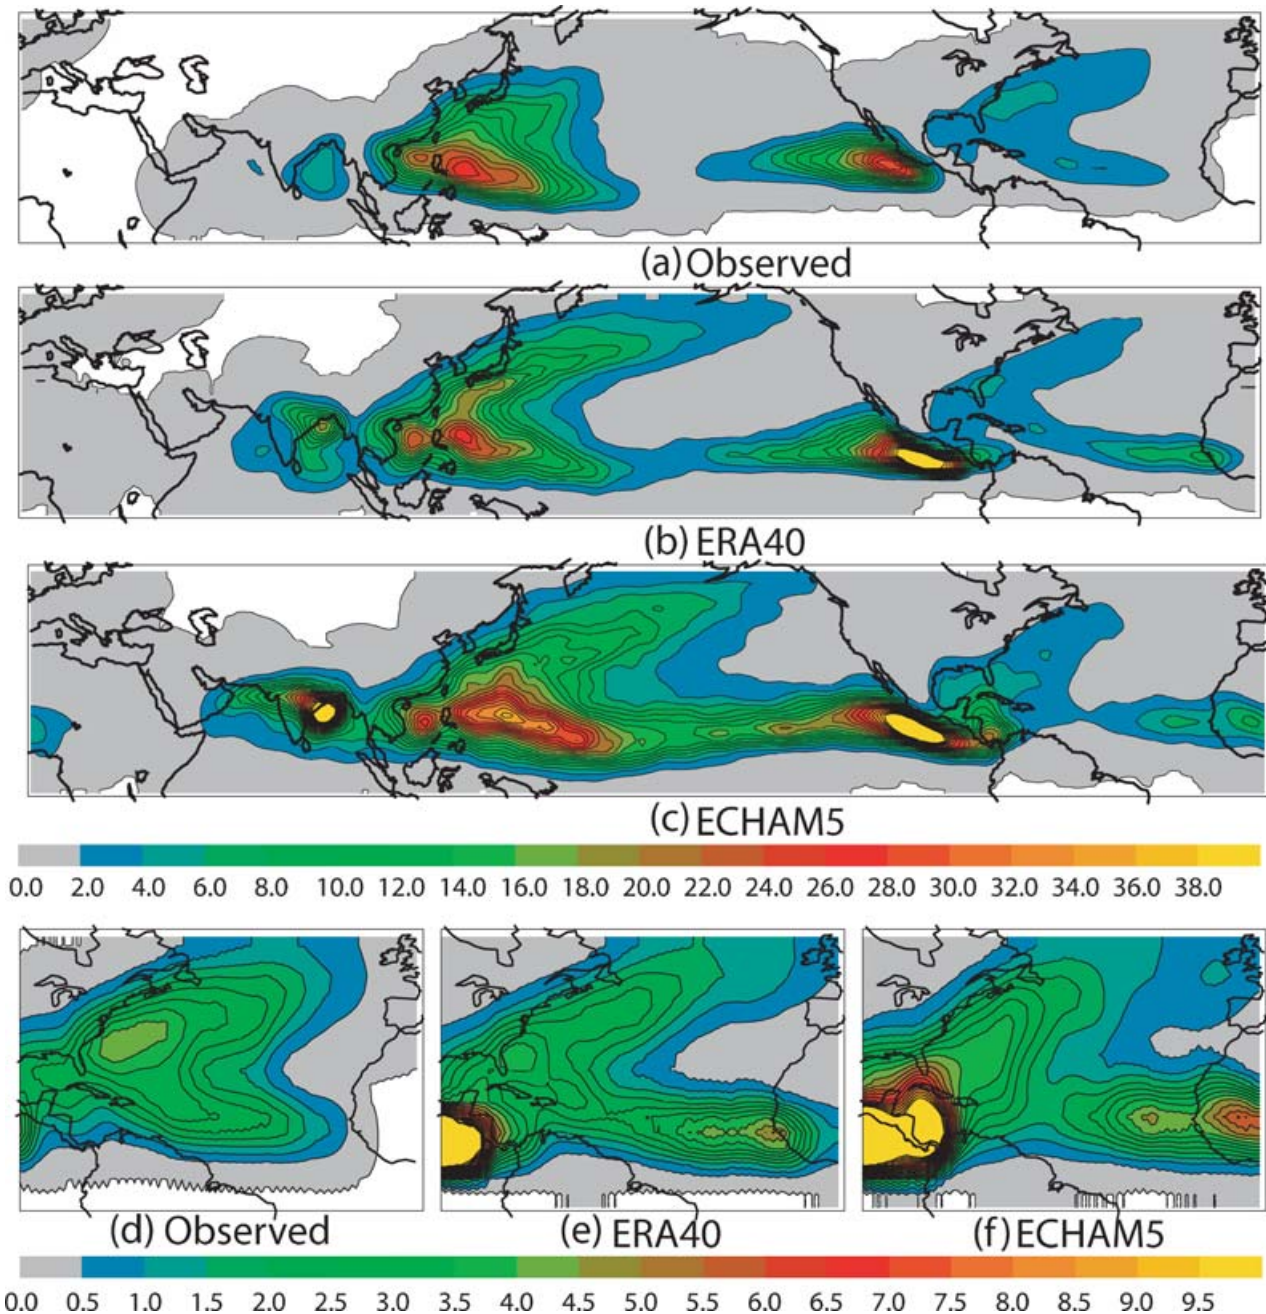 (a) Observed
(b) ERA40
(c) ECHAM5
0.0 2.0 4.0 6.0 8.0 10.0 12.0 14.0 16.0 18.0 20.0 22.0 24.0 26.0 28.0 30.0 32.0 34.0 36.0 38.0
(d) Observed (e) ERA40 (f) ECHAM5
0.0 0.5 1.0 1.5 2.0 2.5 3.0 3.5 4.0 4.5 5.0 5.5 6.0 6.5 7.0 7.5 8.0 8.5 9.0 9.5